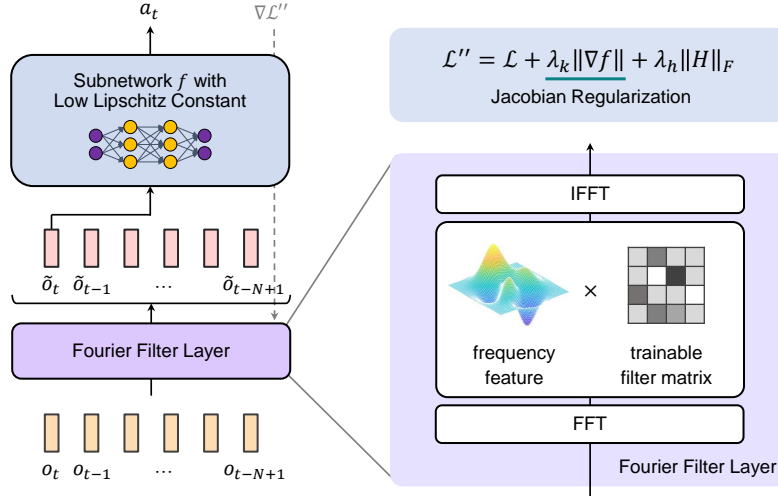 a_t
∇ℒ''
Subnetwork f with
Low Lipschitz Constant
õ_t õ_{t-1} ... õ_{t-N+1}
Fourier Filter Layer
o_t o_{t-1} ... o_{t-N+1}
ℒ'' = ℒ + λ_k‖∇f‖ + λ_h‖H‖_F
Jacobian Regularization
IFFT
×
frequency
feature
trainable
filter matrix
FFT
Fourier Filter Layer